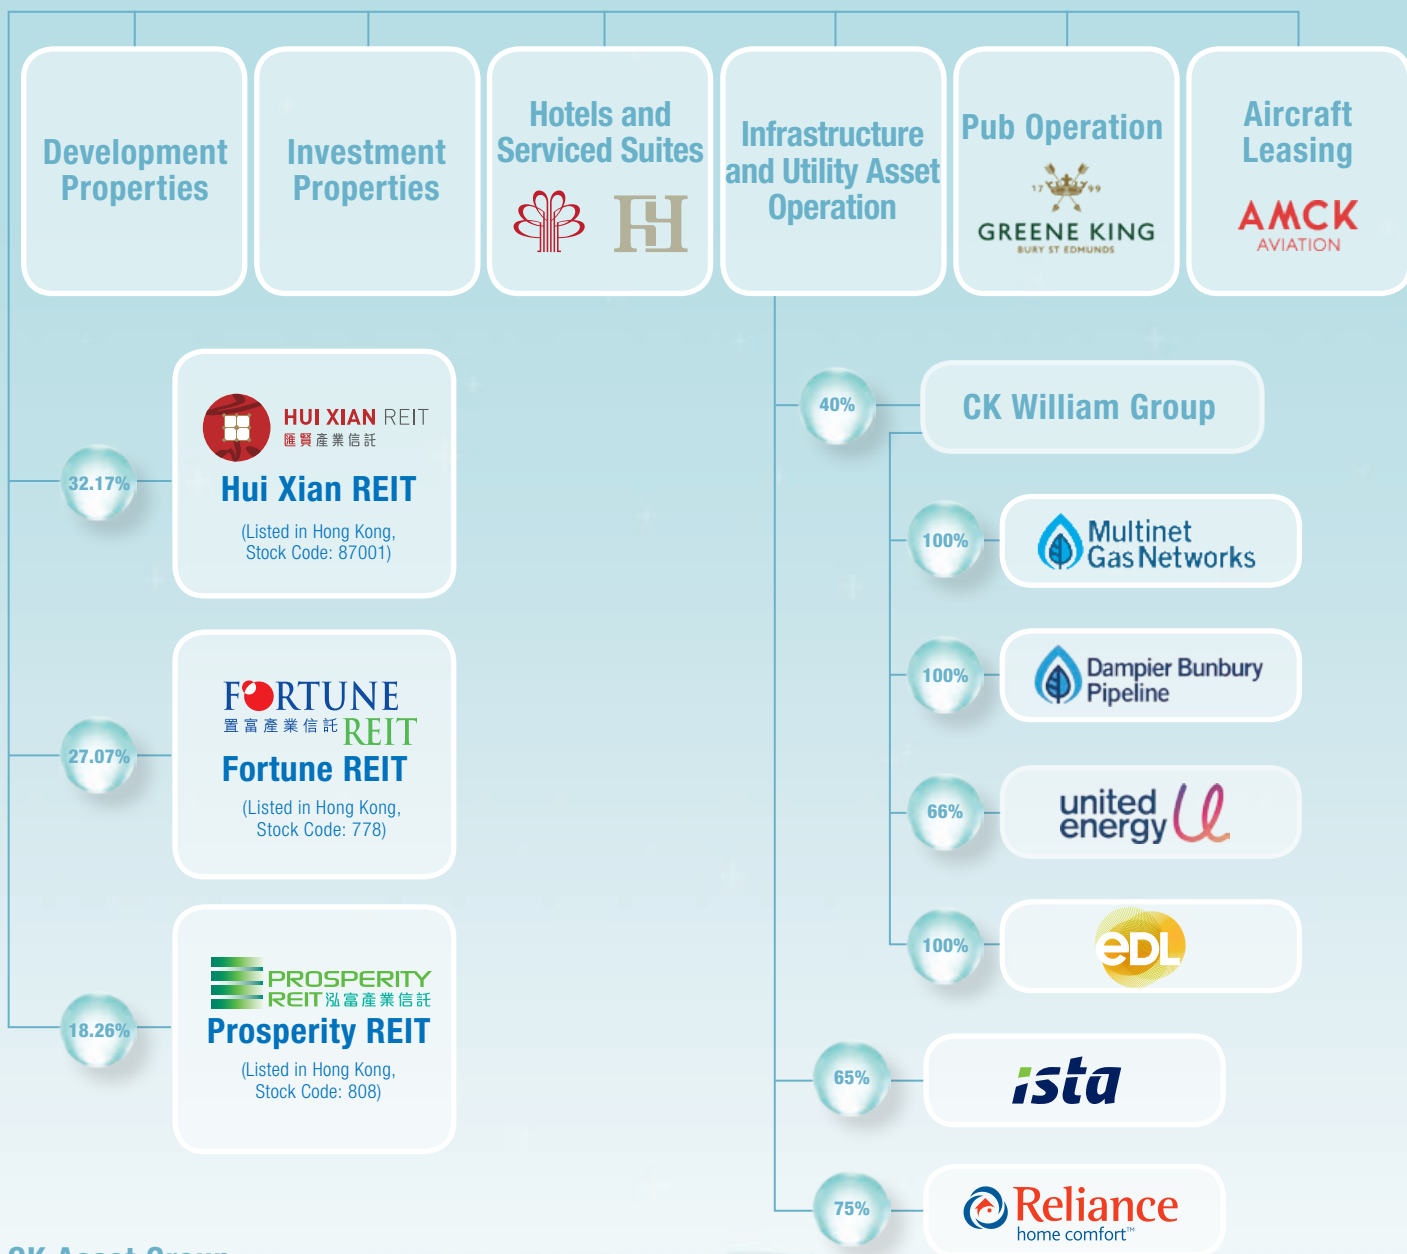 Development
Properties
Investment
Properties
Hotels and
Serviced Suites
Infrastructure
and Utility Asset
Operation
Pub Operation
17 99
GREENE KING
BURY ST EDMUNDS
Aircraft
Leasing
AMCK
AVIATION
32.17%
HUI XIAN REIT
匯賢產業信託
Hui Xian REIT
(Listed in Hong Kong,
Stock Code: 87001)
27.07%
FORTUNE
置富產業信託 REIT
Fortune REIT
(Listed in Hong Kong,
Stock Code: 778)
18.26%
PROSPERITY
REIT 泓富產業信託
Prosperity REIT
(Listed in Hong Kong,
Stock Code: 808)
40%
CK William Group
100%
Multinet
Gas Networks
100%
Dampier Bunbury
Pipeline
66%
united
energy
100%
EDL
65%
ista
75%
Reliance
home comfort™
CK Asset Group